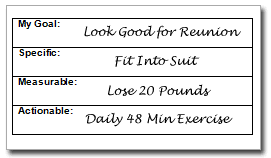 My Goal: Look Good for Reunion
Specific: Fit Into Suit
Measurable: Lose 20 Pounds
Actionable: Daily 48 Min Exercise